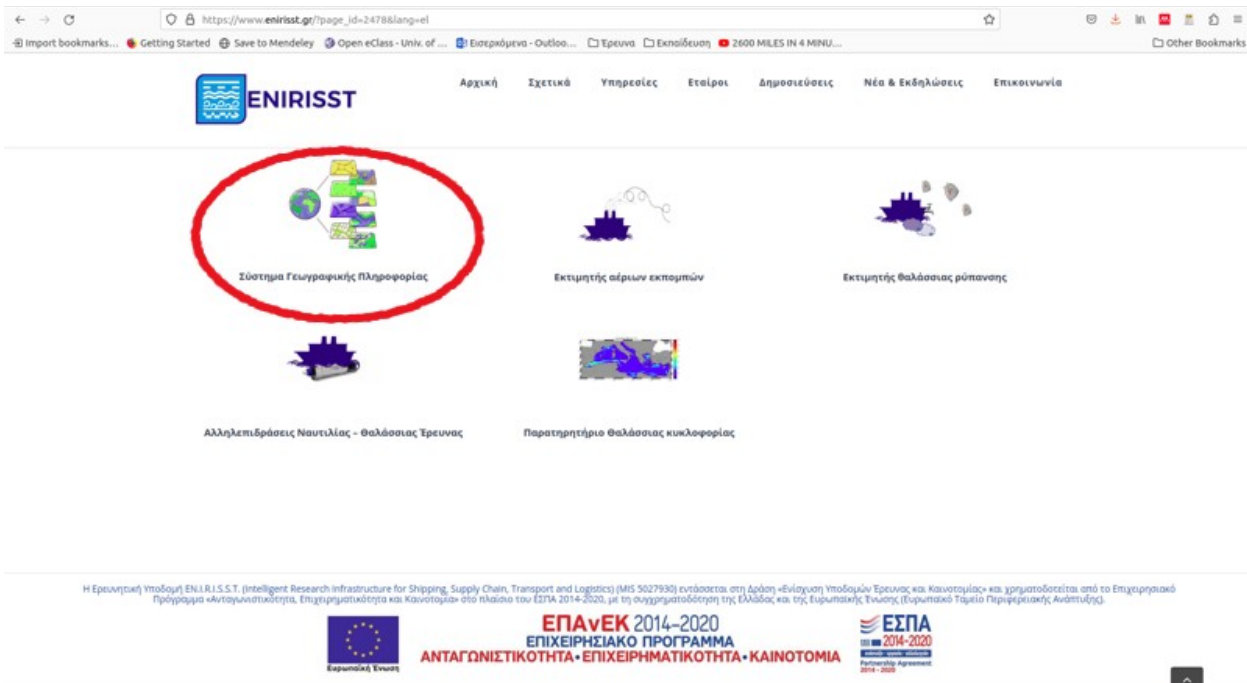 https://www.enirisst.gr/?page_id=2478&lang=el
Import bookmarks... Getting Started Save to Mendeley Open eClass - Univ. of ... Εισερχόμενα - Outloo... Έρευνα Εκπαίδευση 2600 MILES IN 4 MINU.... Other Bookmarks
ENIRISST
Αρχική Σχετικά Υπηρεσίες Εταίροι Δημοσιεύσεις Νέα & Εκδηλώσεις Επικοινωνία
Σύστημα Γεωγραφικής Πληροφορίας Εκτιμητής αέριων εκπομπών Εκτιμητής θαλάσσιας ρύπανσης
Αλληλεπιδράσεις Ναυτιλίας – Θαλάσσιας Έρευνας Παρατηρητήριο Θαλάσσιας κυκλοφορίας
Η Ερευνητική Υποδομή EN.I.R.I.S.S.T. (Intelligent Research Infrastructure for Shipping, Supply Chain, Transport and Logistics) (MIS 5027930) εντάσσεται στη Δράση «Ενίσχυση Υποδομών Έρευνας και Καινοτομίας» και χρηματοδοτείται από το Επιχειρησιακό
Πρόγραμμα «Ανταγωνιστικότητα, Επιχειρηματικότητα και Καινοτομία» στο πλαίσιο του ΕΣΠΑ 2014-2020, με τη συγχρηματοδότηση της Ελλάδας και της Ευρωπαϊκής Ένωσης (Ευρωπαϊκό Ταμείο Περιφερειακής Ανάπτυξης).
Ευρωπαϊκή Ένωση
ΕΠΑνΕΚ 2014–2020
ΕΠΙΧΕΙΡΗΣΙΑΚΟ ΠΡΟΓΡΑΜΜΑ
ΑΝΤΑΓΩΝΙΣΤΙΚΟΤΗΤΑ• ΕΠΙΧΕΙΡΗΜΑΤΙΚΟΤΗΤΑ•ΚΑΙΝΟΤΟΜΙΑ
ΕΣΠΑ
2014-2020
Partnership Agreement
2014 - 2020